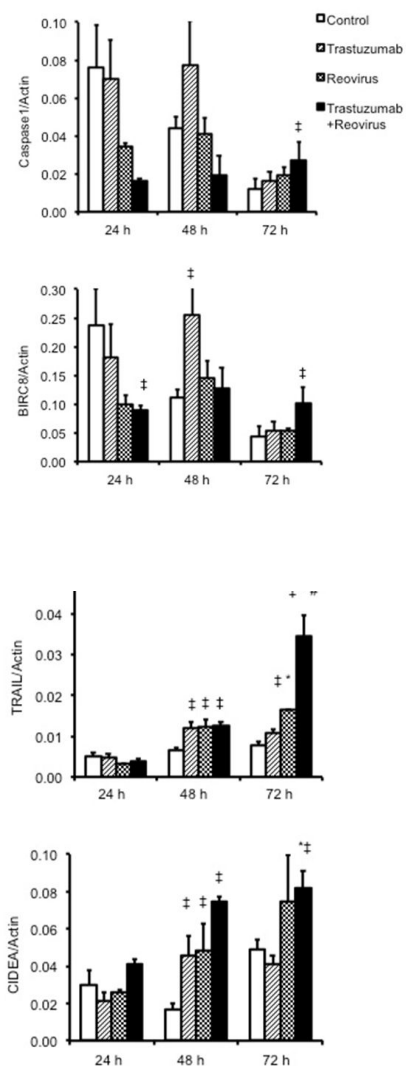 Control
Trastuzumab
Reovirus
Trastuzumab
+Reovirus
Caspase1/Actin
0.10
0.08
0.06
0.04
0.02
0.00
‡
24 h 48 h 72 h
BIRC8/Actin
0.30
0.25
0.20
0.15
0.10
0.05
0.00
‡ ‡ ‡
24 h 48 h 72 h
TRAIL/Actin
0.04
0.03
0.02
0.01
0.00
‡ ‡ ‡ ‡ *
24 h 48 h 72 h
CIDEA/Actin
0.10
0.08
0.06
0.04
0.02
0.00
‡ ‡ ‡ *‡
24 h 48 h 72 h